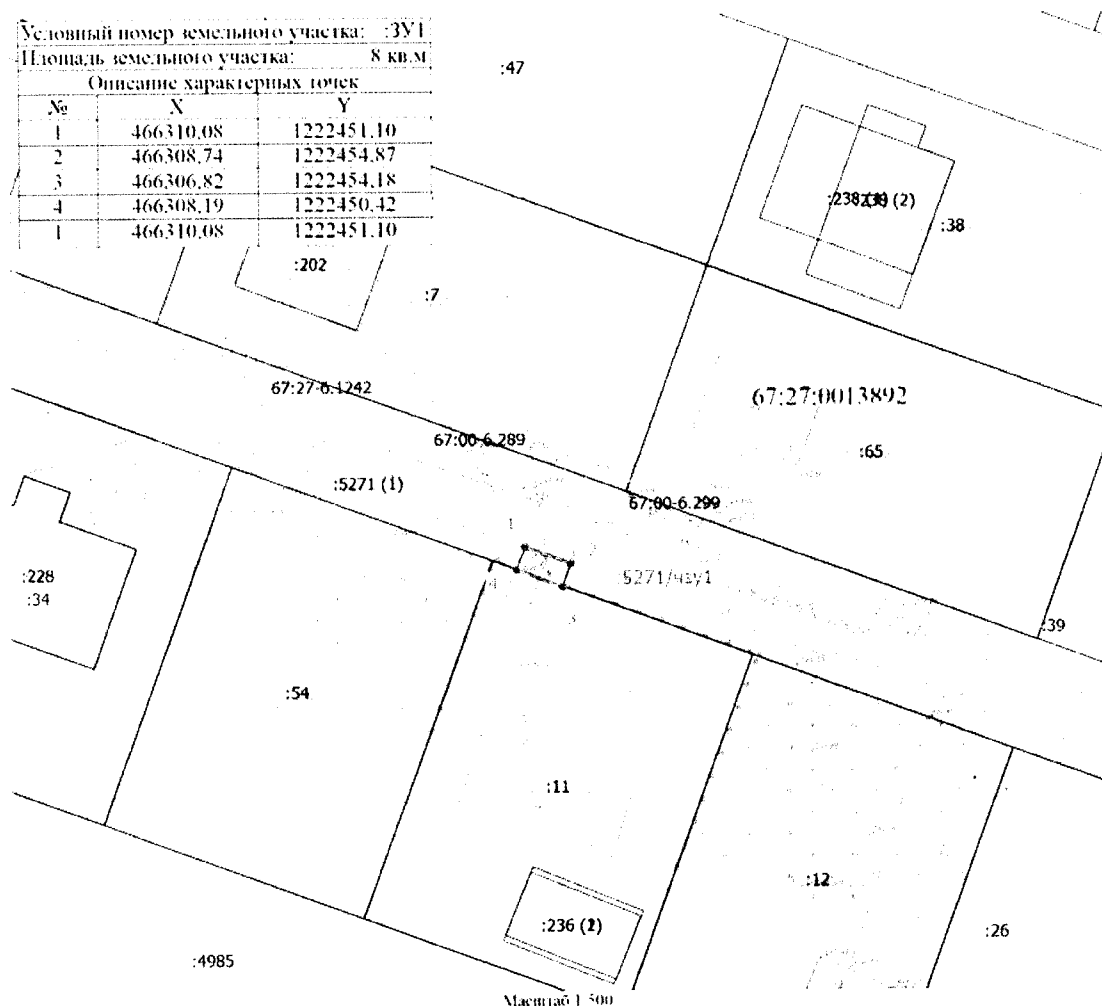 Условный номер земельного участка: :ЗУ1
Площадь земельного участка: 8 кв.м
Описание характерных точек
№ X Y
1 466310,08 1222451,10
2 466308,74 1222454,87
3 466306,82 1222454,18
4 466308,19 1222450,42
1 466310,08 1222451,10
:47
:38
:202
:7
67:27-6.1242
67:27:0013892
67:00-6.289
:65
:5271 (1)
67:00-6.299
1
2
:228
:5271/чзу1
4
:34
3
:39
:54
:11
:12
:236
:26
:4985
Масштаб 1:500